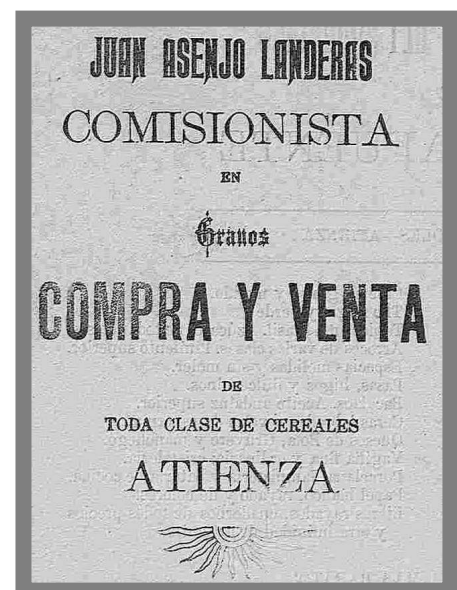 JUAN ASENJO LANDERAS
COMISIONISTA
EN
Granos
COMPRA Y VENTA
DE
TODA CLASE DE CEREALES
ATIENZA